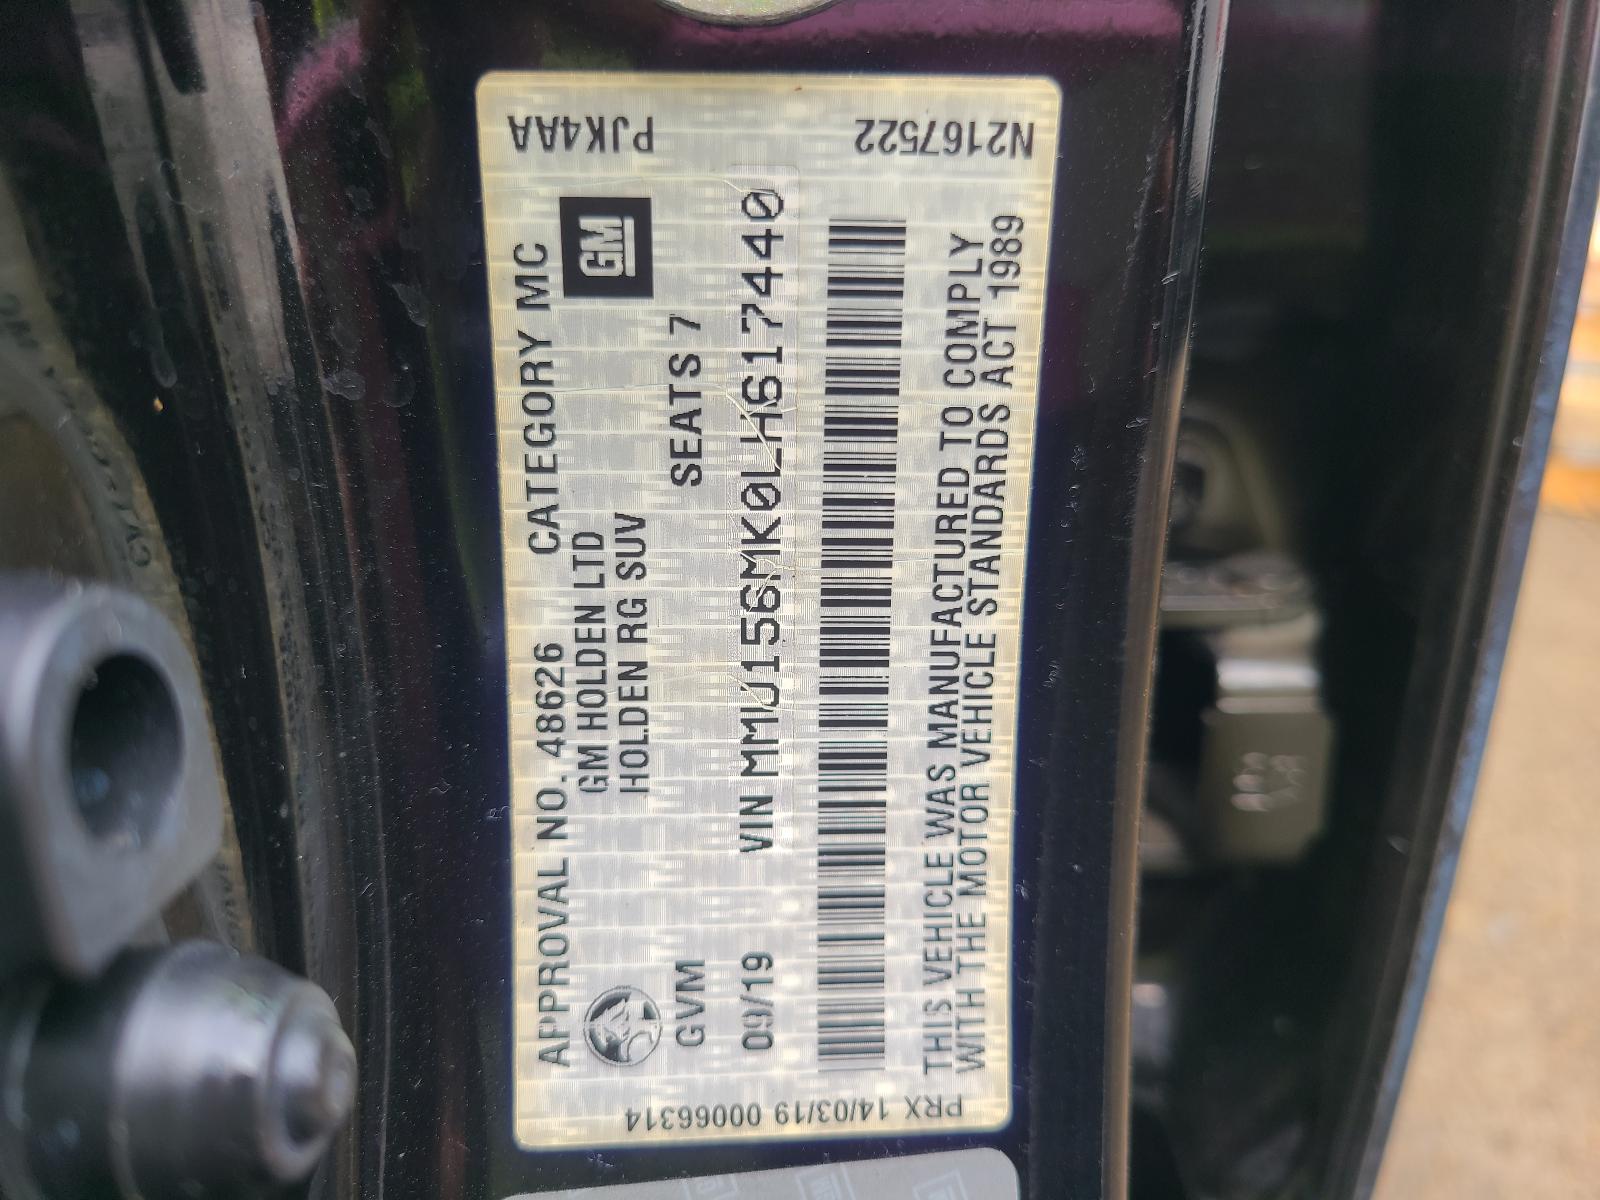 APPROVAL NO. 48626 CATEGORY MC
GM HOLDEN LTD
HOLDEN RG SUV
GM
GVM SEATS 7
09/19 VIN MMU156MK0LH617440
THIS VEHICLE WAS MANUFACTURED TO COMPLY
WITH THE MOTOR VEHICLE STANDARDS ACT 1989
PJK4AA N2167522
PRX 14/03/19 00066314